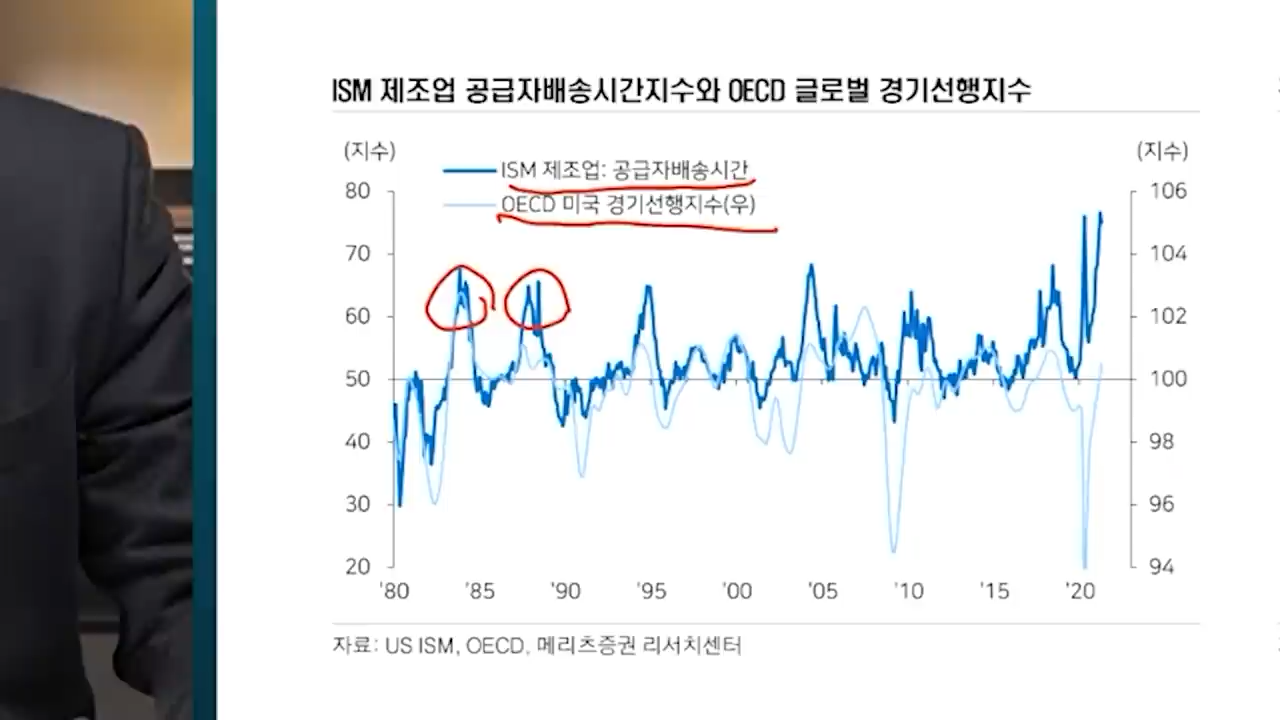 ISM 제조업 공급자배송시간지수와 OECD 글로벌 경기선행지수
(지수) (지수)
ISM 제조업: 공급자배송시간
OECD 미국 경기선행지수(우)
80 106
70 104
60 102
50 100
40 98
30 96
20 94
'80 '85 '90 '95 '00 '05 '10 '15 '20
자료: US ISM, OECD, 메리츠증권 리서치센터